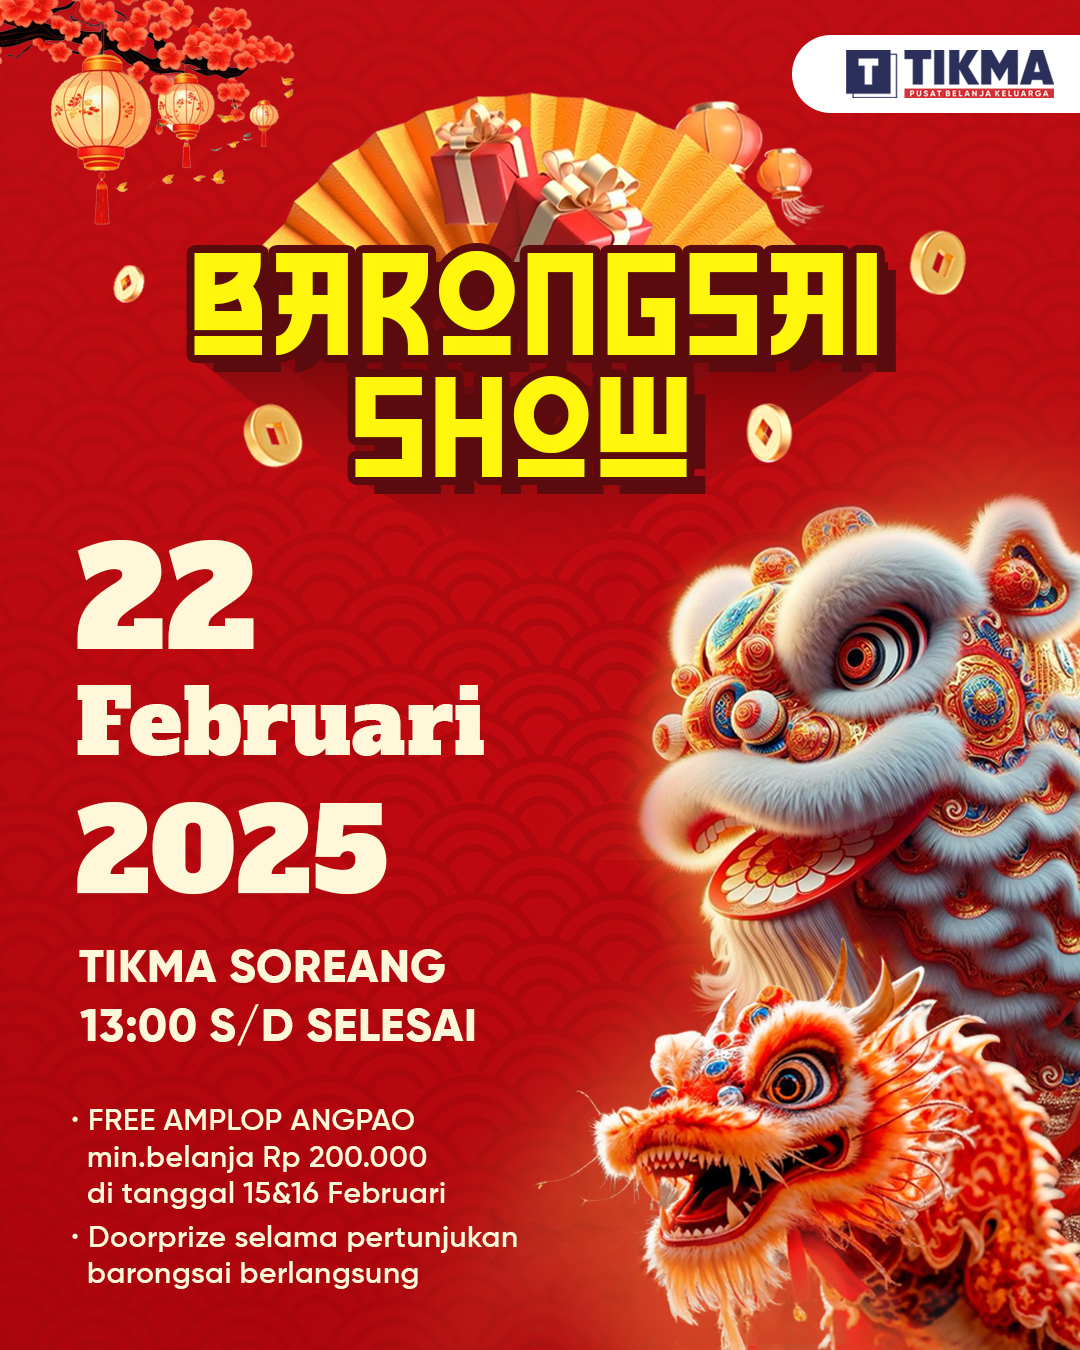 T TIKMA
PUSAT BELANJA KELUARGA
BARONGSAI
SHOW
22
Februari
2025
TIKMA SOREANG
13:00 S/D SELESAI
· FREE AMPLOP ANGPAO
min.belanja Rp 200.000
di tanggal 15&16 Februari
· Doorprize selama pertunjukan
barongsai berlangsung